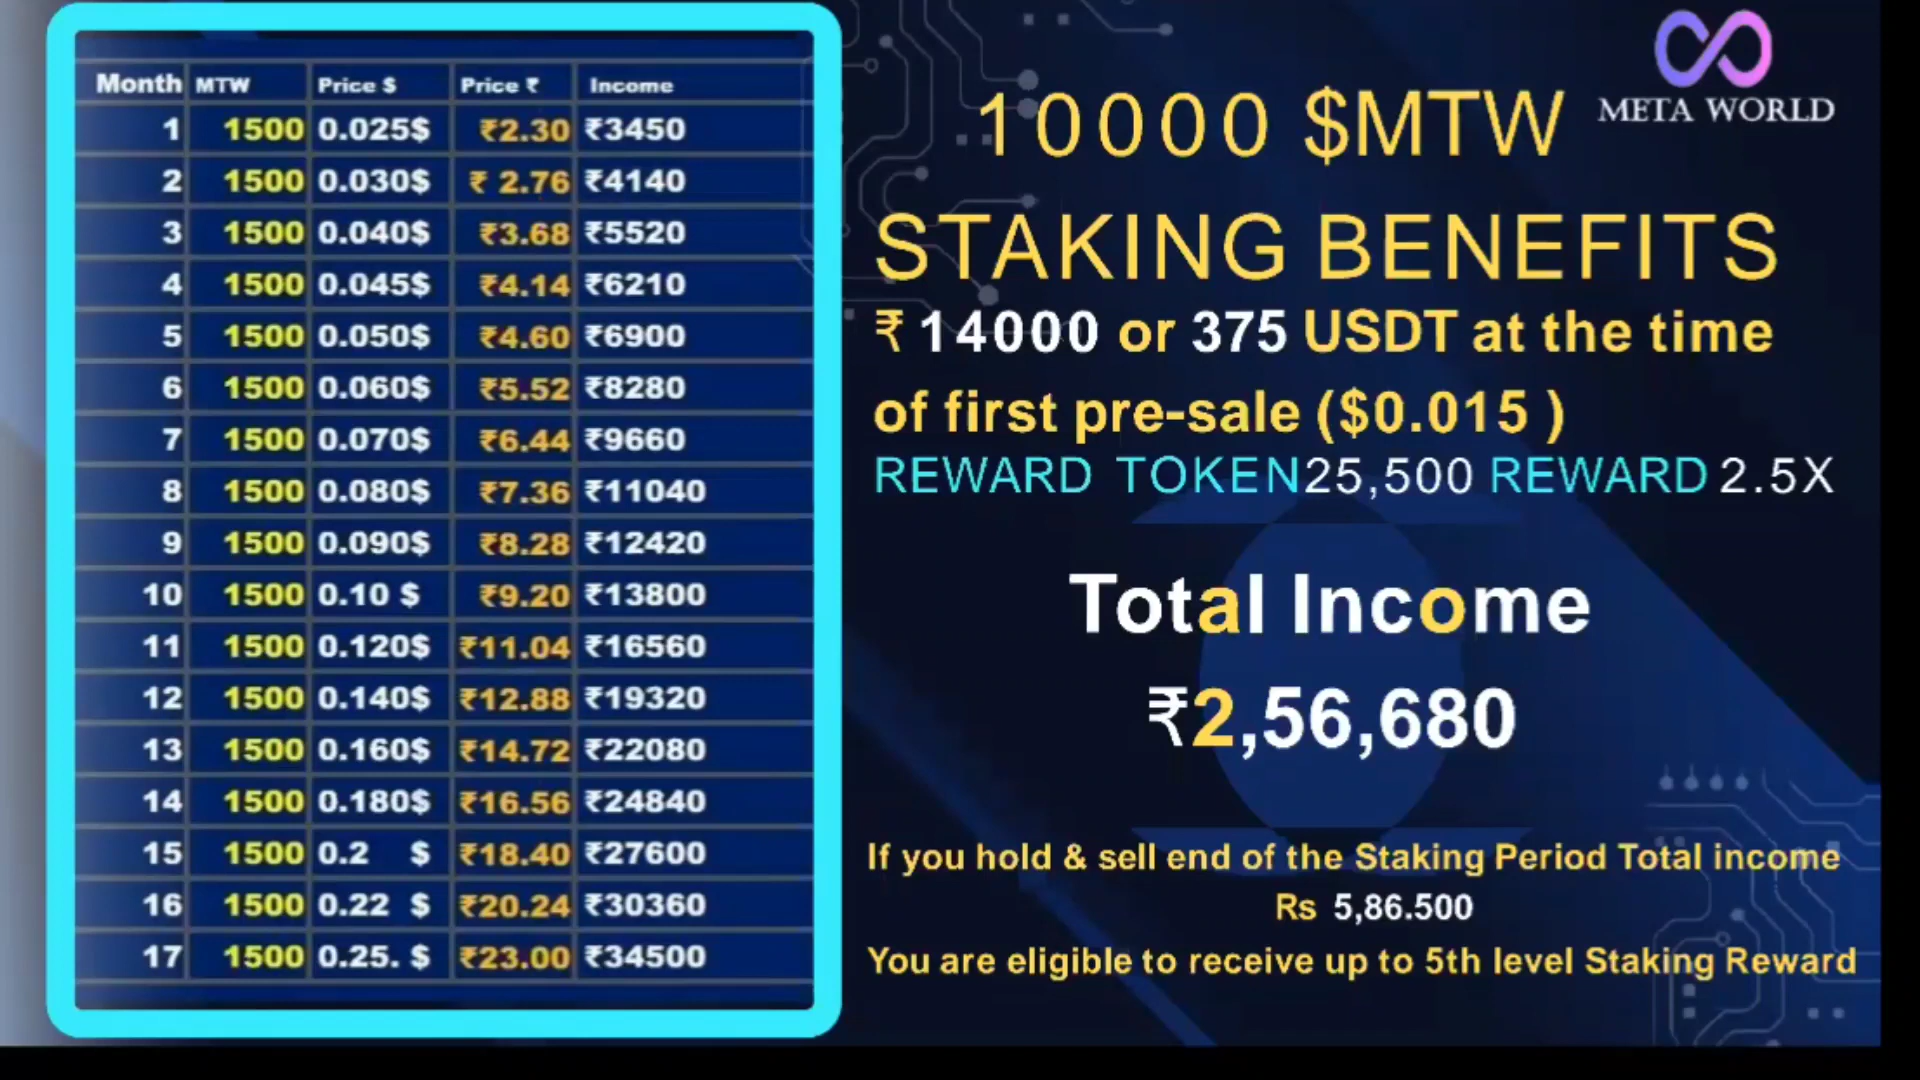 Month MTW Price $ Price ₹ Income
1 1500 0.025$ ₹2.30 ₹3450
2 1500 0.030$ ₹ 2.76 ₹4140
3 1500 0.040$ ₹3.68 ₹5520
4 1500 0.045$ ₹4.14 ₹6210
5 1500 0.050$ ₹4.60 ₹6900
6 1500 0.060$ ₹5.52 ₹8280
7 1500 0.070$ ₹6.44 ₹9660
8 1500 0.080$ ₹7.36 ₹11040
9 1500 0.090$ ₹8.28 ₹12420
10 1500 0.10 $ ₹9.20 ₹13800
11 1500 0.120$ ₹11.04 ₹16560
12 1500 0.140$ ₹12.88 ₹19320
13 1500 0.160$ ₹14.72 ₹22080
14 1500 0.180$ ₹16.56 ₹24840
15 1500 0.2 $ ₹18.40 ₹27600
16 1500 0.22 $ ₹20.24 ₹30360
17 1500 0.25. $ ₹23.00 ₹34500
META WORLD
10000 $MTW
STAKING BENEFITS
₹ 14000 or 375 USDT at the time
of first pre-sale ($0.015 )
REWARD TOKEN25,500 REWARD 2.5X
Total Income
₹2,56,680
If you hold & sell end of the Staking Period Total income
Rs 5,86.500
You are eligible to receive up to 5th level Staking Reward